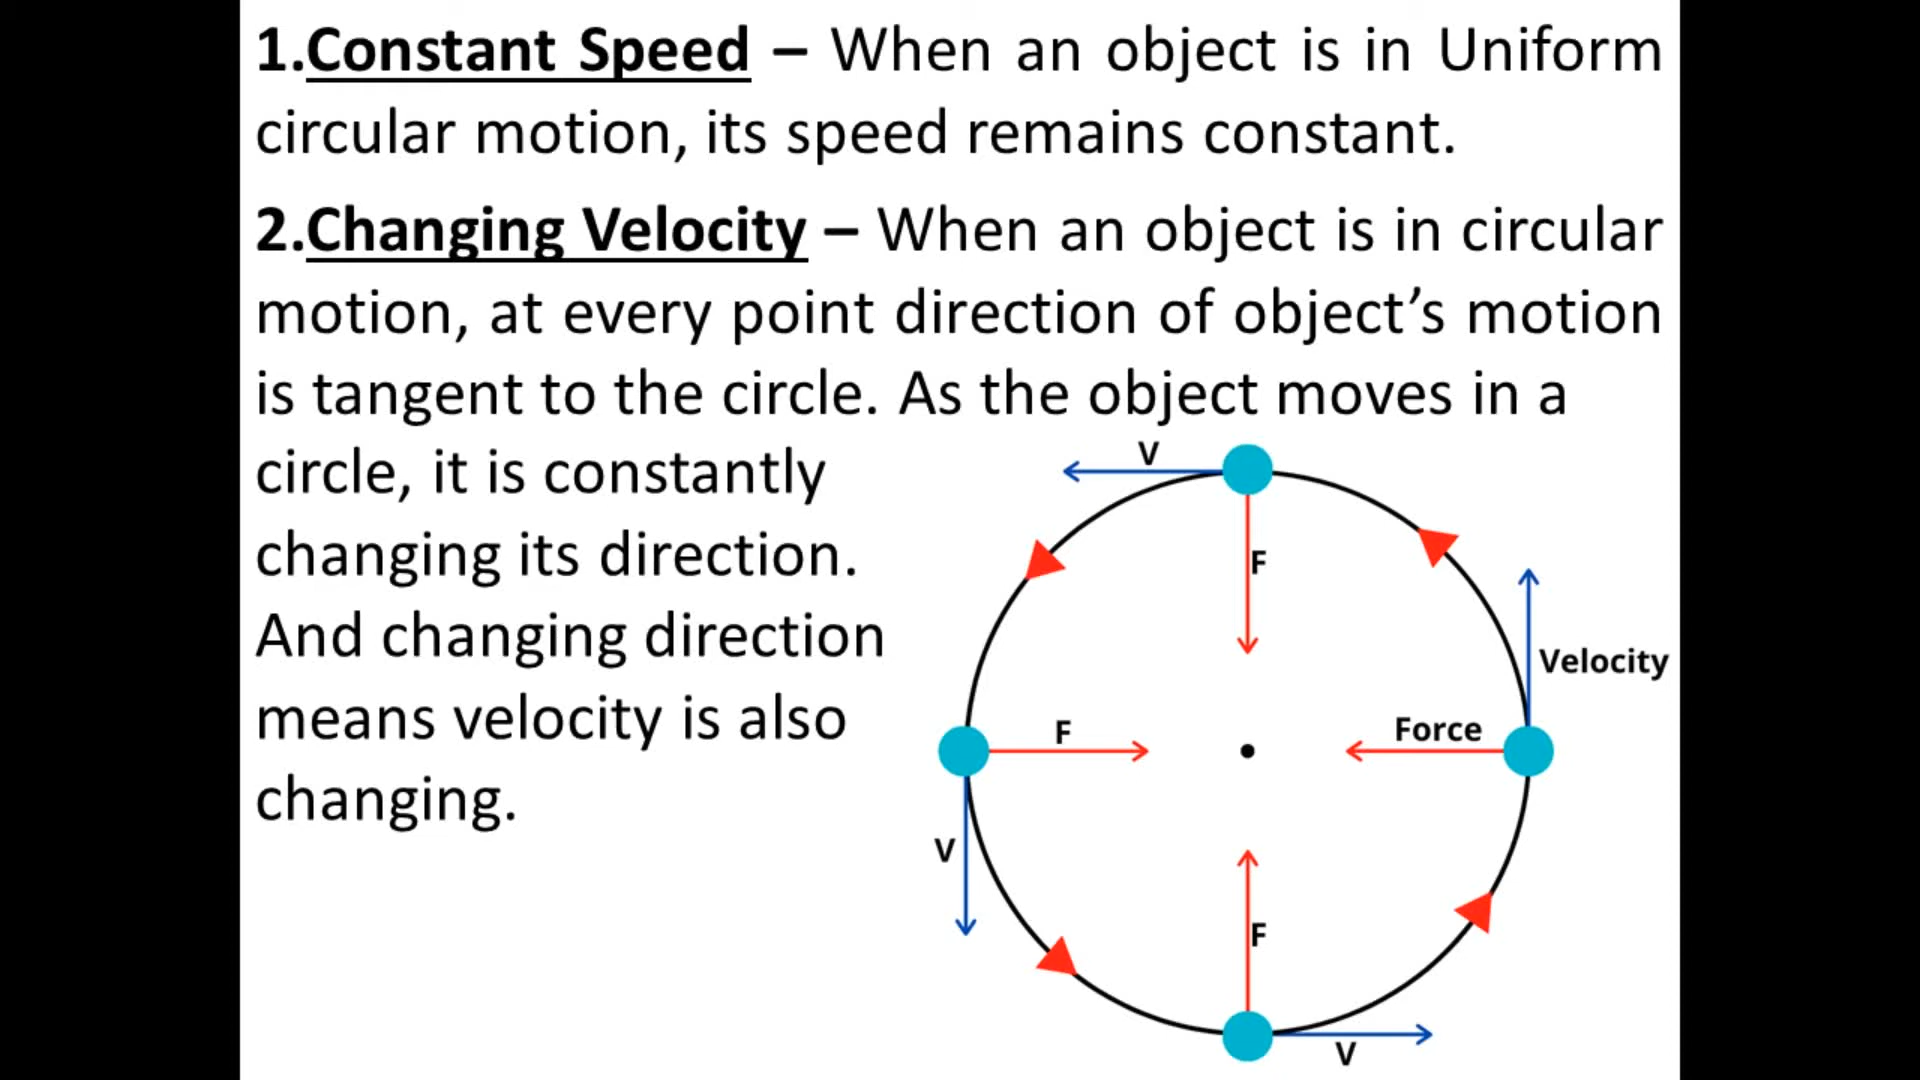 1.Constant Speed – When an object is in Uniform
circular motion, its speed remains constant.
2.Changing Velocity – When an object is in circular
motion, at every point direction of object’s motion
is tangent to the circle. As the object moves in a
circle, it is constantly
changing its direction.
And changing direction
means velocity is also
changing.
V
F
Velocity
F
Force
V
F
V